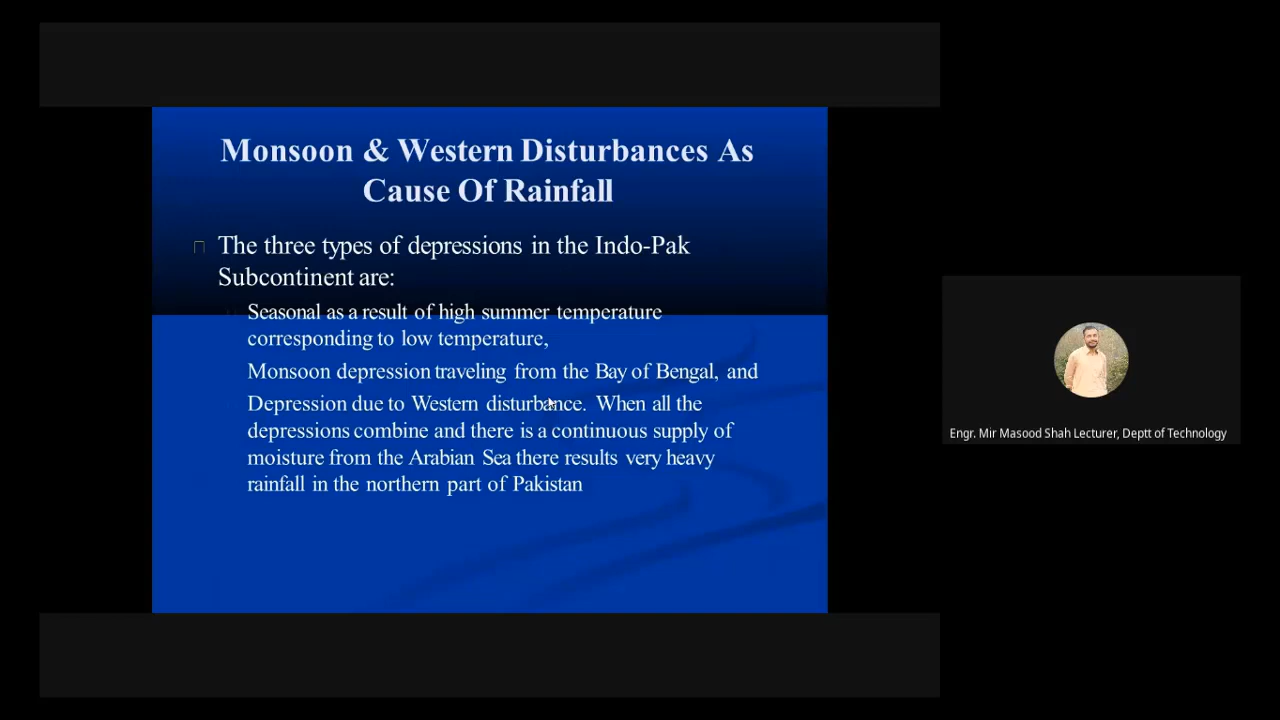 Monsoon & Western Disturbances As
Cause Of Rainfall
The three types of depressions in the Indo-Pak
Subcontinent are:
Seasonal as a result of high summer temperature
corresponding to low temperature,
Monsoon depression traveling from the Bay of Bengal, and
Depression due to Western disturbance. When all the
depressions combine and there is a continuous supply of
moisture from the Arabian Sea there results very heavy
rainfall in the northern part of Pakistan
Engr. Mir Masood Shah Lecturer, Deptt of Technology